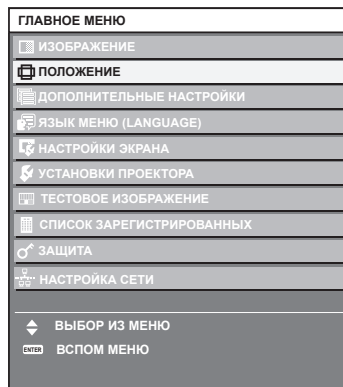 ГЛАВНОЕ МЕНЮ
ИЗОБРАЖЕНИЕ
ПОЛОЖЕНИЕ
ДОПОЛНИТЕЛЬНЫЕ НАСТРОЙКИ
ЯЗЫК МЕНЮ (LANGUAGE)
НАСТРОЙКИ ЭКРАНА
УСТАНОВКИ ПРОЕКТОРА
ТЕСТОВОЕ ИЗОБРАЖЕНИЕ
СПИСОК ЗАРЕГИСТРИРОВАННЫХ
ЗАЩИТА
НАСТРОЙКА СЕТИ
ВЫБОР ИЗ МЕНЮ
ENTER ВСПОМ МЕНЮ